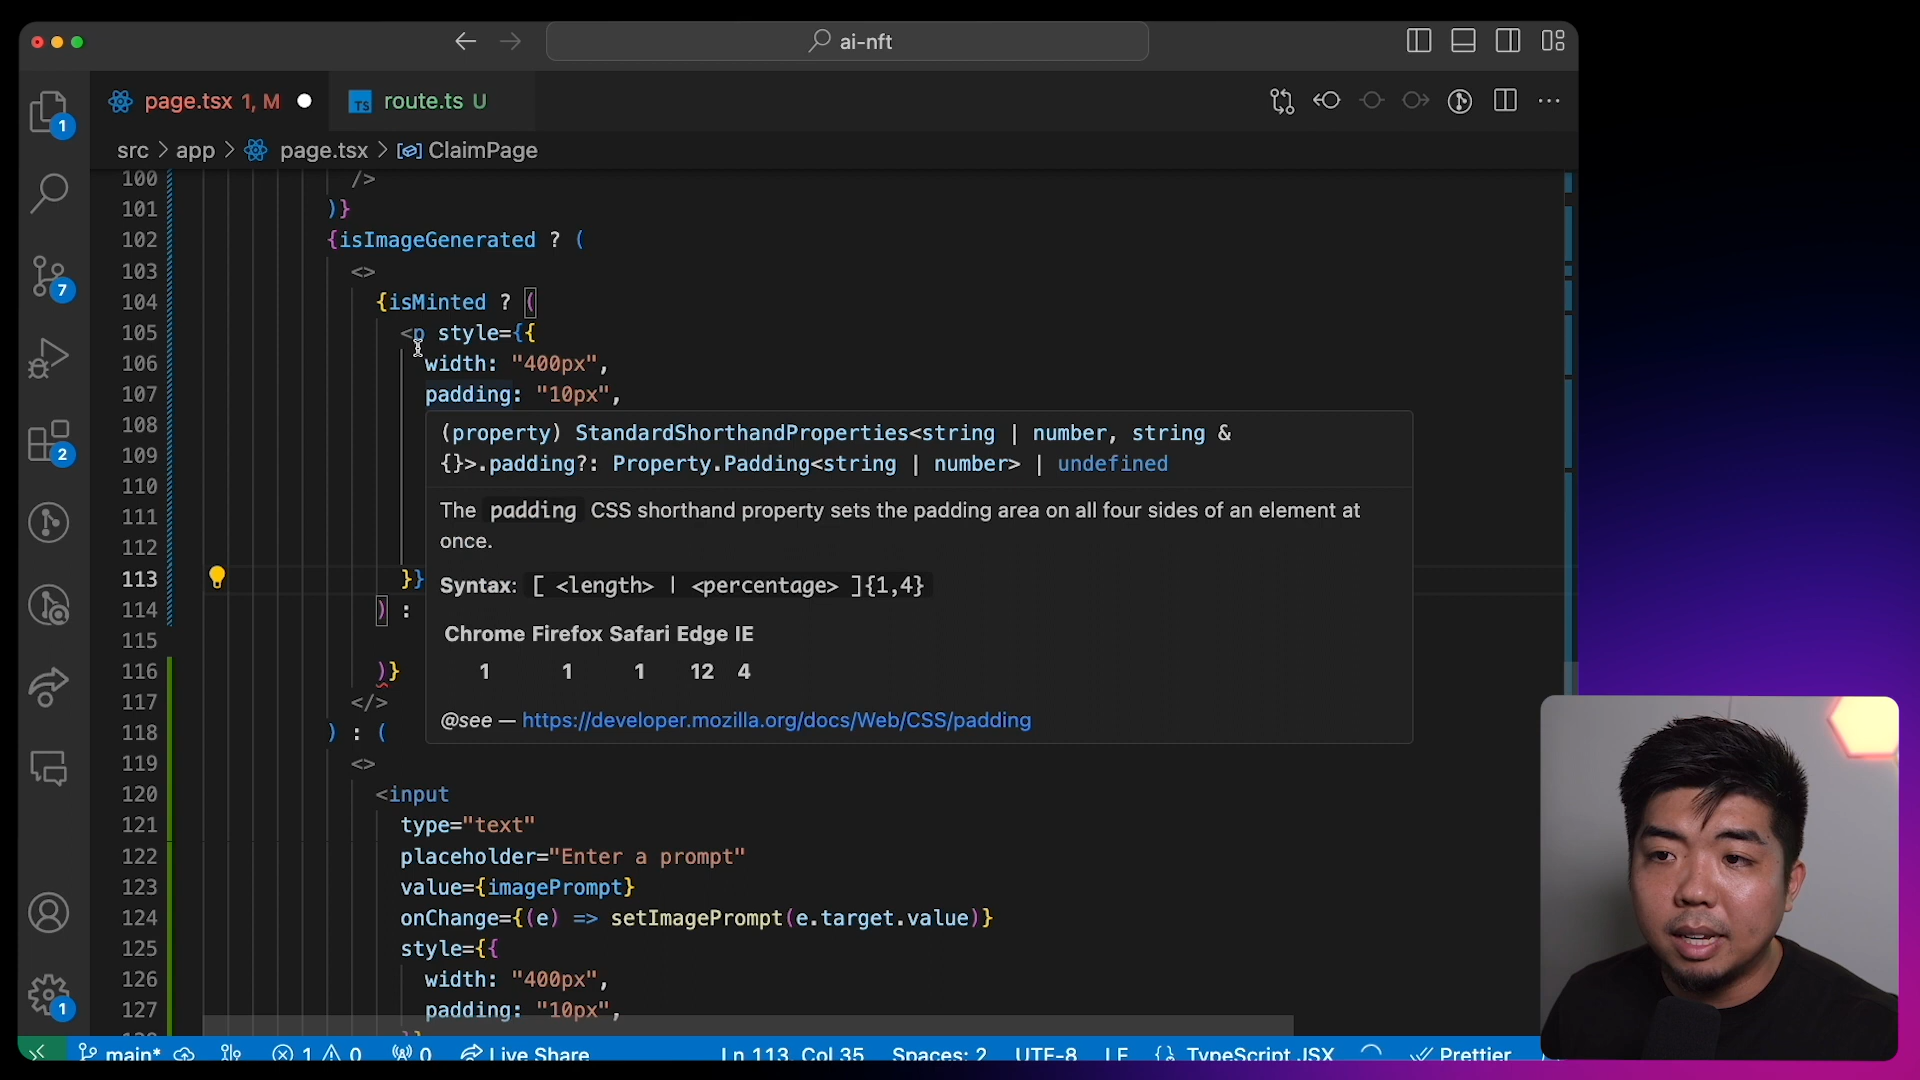 ai-nft
page.tsx 1, M
TS route.ts U
src > app > page.tsx > ClaimPage
100 />
101 )}
102 {isImageGenerated ? (
103 <>
104 {isMinted ? (
105 <p style={{
106 width: "400px",
107 padding: "10px",
108
109
110
111
112
113 }}
114 ) :
115
116 )}
117 </>
118 ) : (
119 <>
120 <input
121 type="text"
122 placeholder="Enter a prompt"
123 value={imagePrompt}
124 onChange={(e) => setImagePrompt(e.target.value)}
125 style={{
126 width: "400px",
127 padding: "10px",
(property) StandardShorthandProperties<string | number, string &
{}>.padding?: Property.Padding<string | number> | undefined
The padding CSS shorthand property sets the padding area on all four sides of an element at
once.
Syntax: [ <length> | <percentage> ]{1,4}
Chrome Firefox Safari Edge IE
1 1 1 12 4
@see — https://developer.mozilla.org/docs/Web/CSS/padding
1
7
2
1
main* 1 0 0 Live Share Ln 113, Col 35 Spaces: 2 UTF-8 LF {} TypeScript JSX Prettier